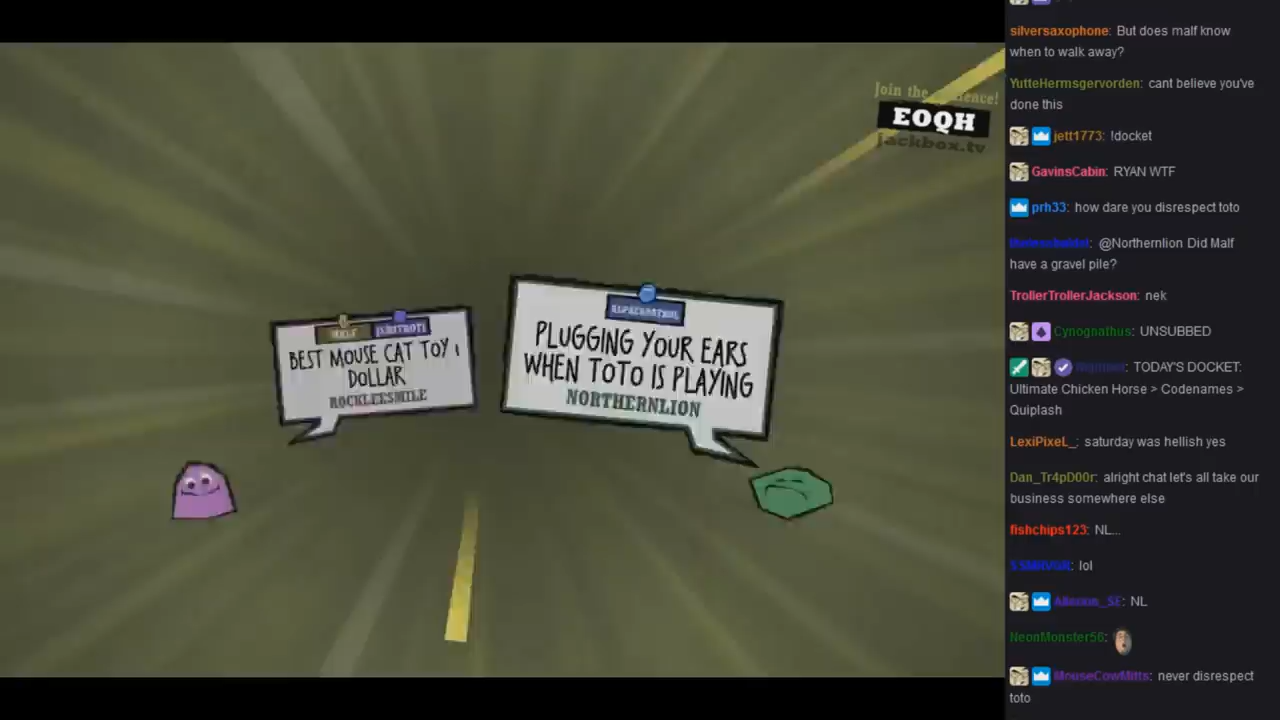 Join the audience!
EOQH
jackbox.tv
BEST MOUSE CAT TOY 1
DOLLAR
ROCKLEESMILE
PLUGGING YOUR EARS
WHEN TOTO IS PLAYING
NORTHERNLION
silversaxophone: But does malf know
when to walk away?
YutteHermsgervorden: cant believe you've
done this
jett1773: !docket
GavinsCabin: RYAN WTF
prh33: how dare you disrespect toto
: @Northernlion Did Malf
have a gravel pile?
TrollerTrollerJackson: nek
Cynognathus: UNSUBBED
: TODAY'S DOCKET:
Ultimate Chicken Horse > Codenames >
Quiplash
LexiPixeL_: saturday was hellish yes
Dan_Tr4pD00r: alright chat let's all take our
business somewhere else
fishchips123: NL...
: lol
: NL
NeonMonster56:
MouseCowMitts: never disrespect
toto